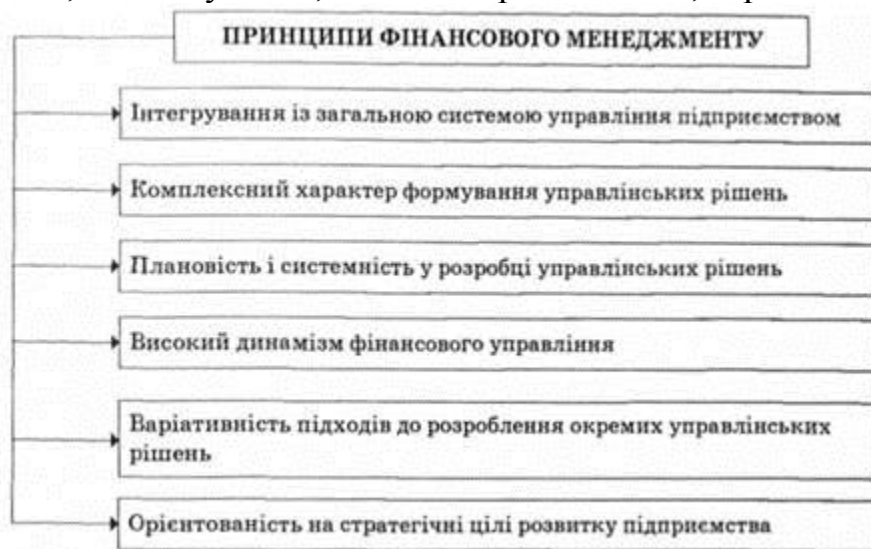 ПРИНЦИПИ ФІНАНСОВОГО МЕНЕДЖМЕНТУ
Інтегрування із загальною системою управління підприємством
Комплексний характер формування управлінських рішень
Плановість і системність у розробці управлінських рішень
Високий динамізм фінансового управління
Варіативність підходів до розроблення окремих управлінських
рішень
Орієнтованість на стратегічні цілі розвитку підприємства